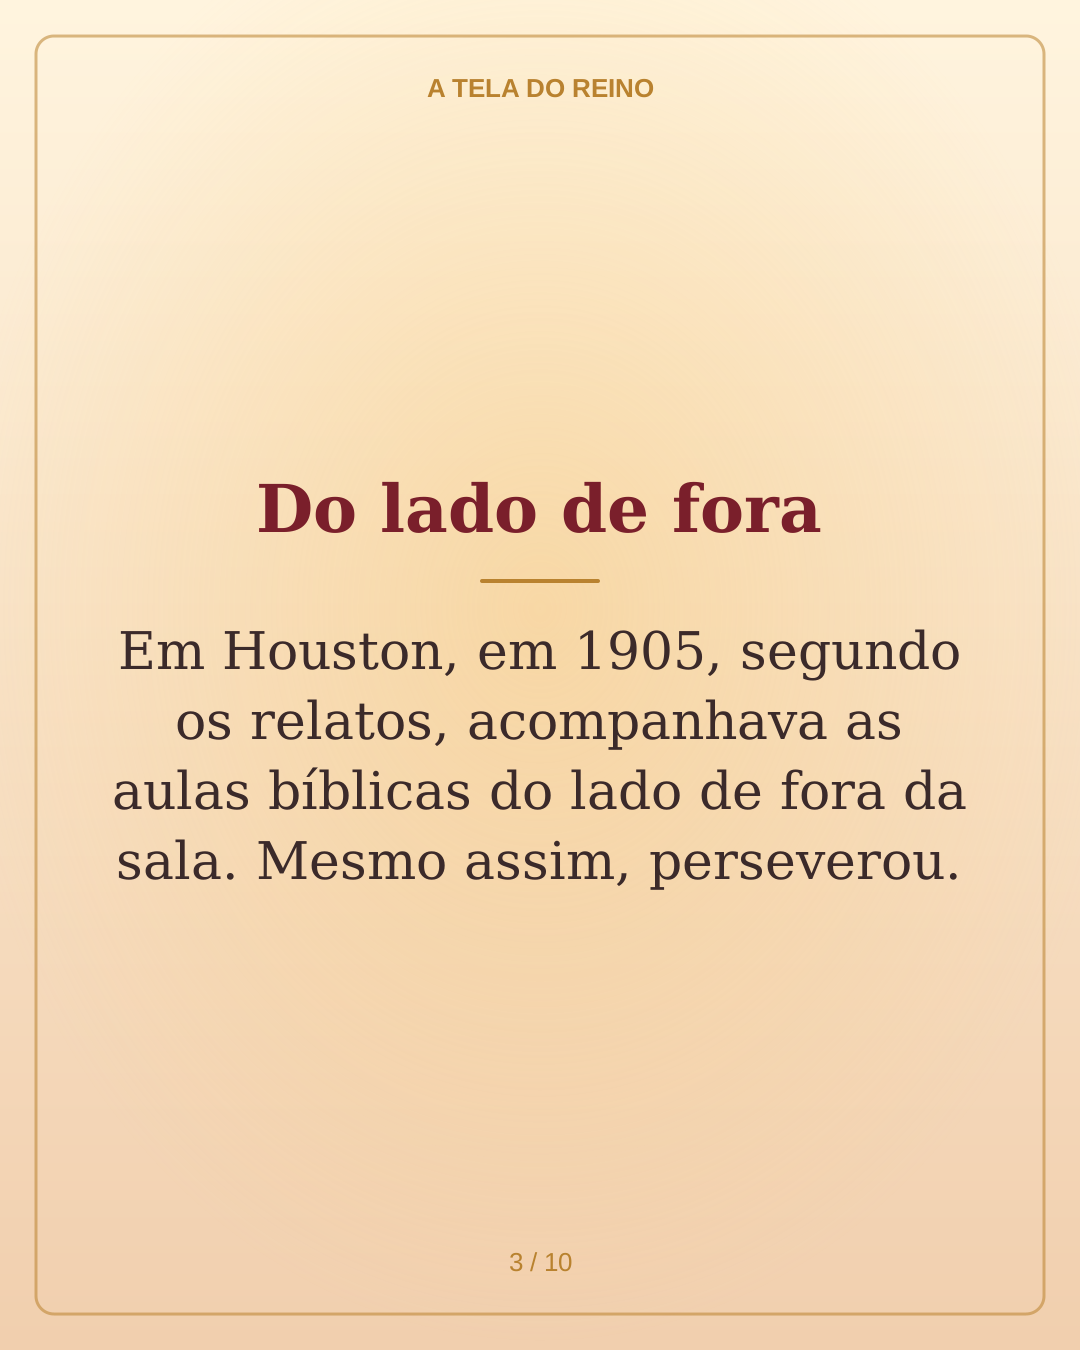 A TELA DO REINO
Do lado de fora
Em Houston, em 1905, segundo
os relatos, acompanhava as
aulas bíblicas do lado de fora da
sala. Mesmo assim, perseverou.
3 / 10